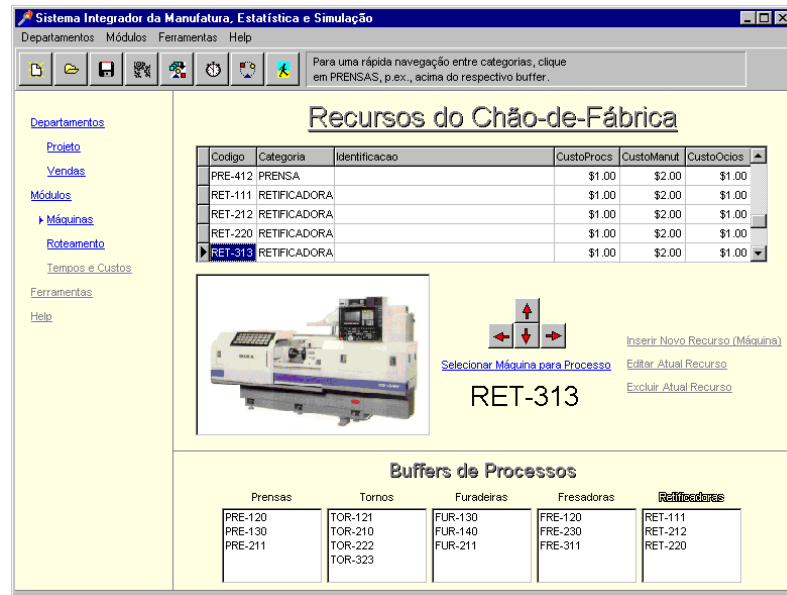 Sistema Integrador da Manufatura, Estatística e Simulação
Departamentos Módulos Ferramentas Help
Para uma rápida navegação entre categorias, clique
em PRENSAS, p.ex., acima do respectivo buffer.
Departamentos
Projeto
Vendas
Módulos
Máquinas
Roteamento
Tempos e Custos
Ferramentas
Help
Recursos do Chão-de-Fábrica
Codigo Categoria Identificacao CustoProcs CustoManut CustoOcios
PRE-412 PRENSA $1.00 $2.00 $1.00
RET-111 RETIFICADORA $1.00 $2.00 $1.00
RET-212 RETIFICADORA $1.00 $2.00 $1.00
RET-220 RETIFICADORA $1.00 $2.00 $1.00
RET-313 RETIFICADORA $1.00 $2.00 $1.00
Selecionar Máquina para Processo
RET-313
Inserir Novo Recurso (Máquina)
Editar Atual Recurso
Excluir Atual Recurso
Buffers de Processos
Prensas Tornos Furadeiras Fresadoras Retificadoras
PRE-120 TOR-121 FUR-130 FRE-120 RET-111
PRE-130 TOR-210 FUR-140 FRE-230 RET-212
PRE-211 TOR-222 FUR-211 FRE-311 RET-220
TOR-323